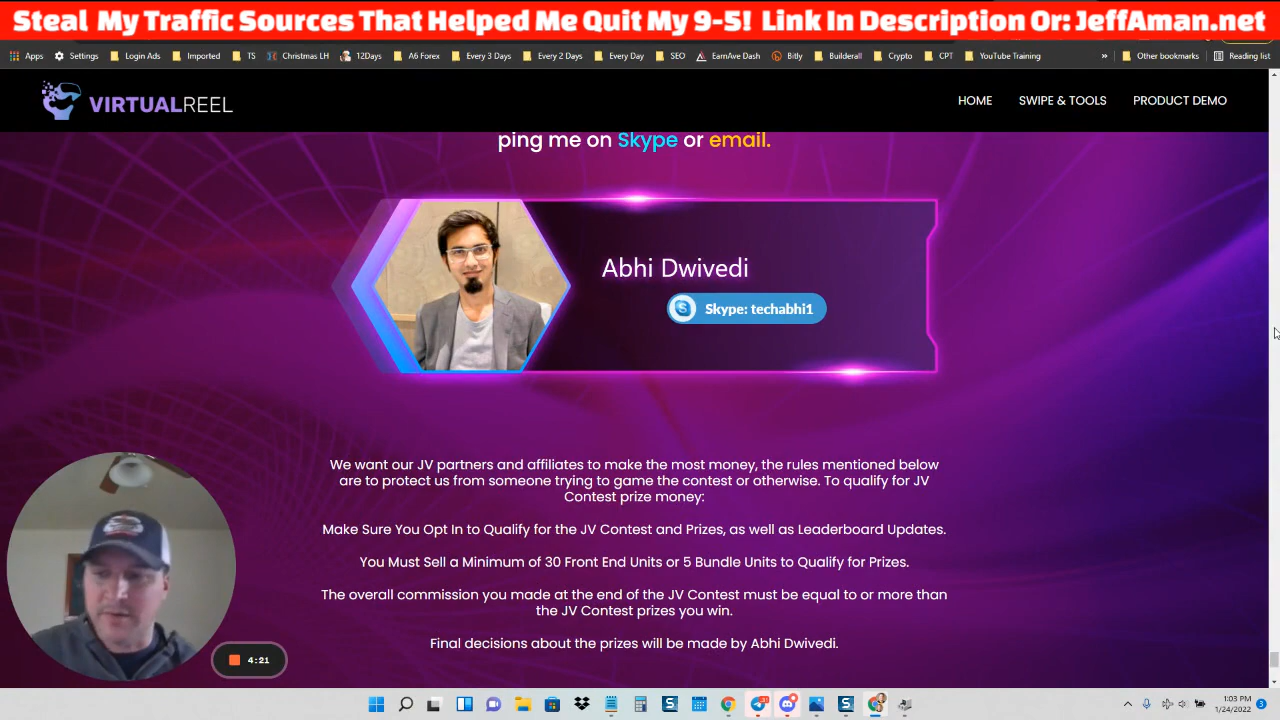 Steal My Traffic Sources That Helped Me Quit My 9-5! Link In Description Or: JeffAman.net
Apps Settings Login Ads Imported TS Christmas LH 12Days A6 Forex Every 3 Days Every 2 Days Every Day SEO EarnAve Dash Bitly Builderall Crypto CPT YouTube Training » Other bookmarks Reading list
VIRTUALREEL HOME SWIPE & TOOLS PRODUCT DEMO
ping me on Skype or email.
Abhi Dwivedi
Skype: techabhi1
We want our JV partners and affiliates to make the most money, the rules mentioned below
are to protect us from someone trying to game the contest or otherwise. To qualify for JV
Contest prize money:
Make Sure You Opt In to Qualify for the JV Contest and Prizes, as well as Leaderboard Updates.
You Must Sell a Minimum of 30 Front End Units or 5 Bundle Units to Qualify for Prizes.
The overall commission you made at the end of the JV Contest must be equal to or more than
the JV Contest prizes you win.
Final decisions about the prizes will be made by Abhi Dwivedi.
4:21
1:03 PM
1/24/2022
3